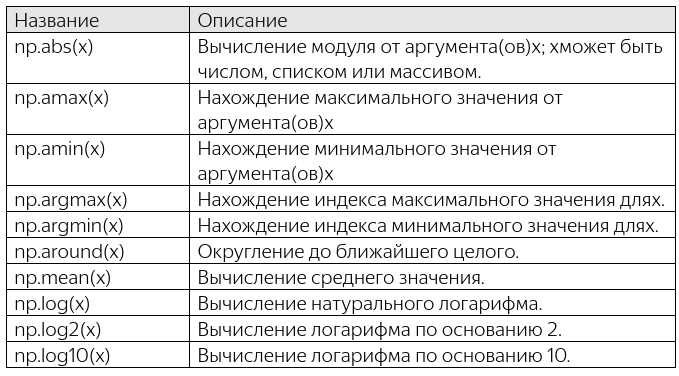 Название Описание
np.abs(x) Вычисление модуля от аргумента(ов)x; xможет быть
числом, списком или массивом.
np.amax(x) Нахождение максимального значения от
аргумента(ов)x
np.amin(x) Нахождение минимального значения от
аргумента(ов)x
np.argmax(x) Нахождение индекса максимального значения дляx.
np.argmin(x) Нахождение индекса минимального значения дляx.
np.around(x) Округление до ближайшего целого.
np.mean(x) Вычисление среднего значения.
np.log(x) Вычисление натурального логарифма.
np.log2(x) Вычисление логарифма по основанию 2.
np.log10(x) Вычисление логарифма по основанию 10.